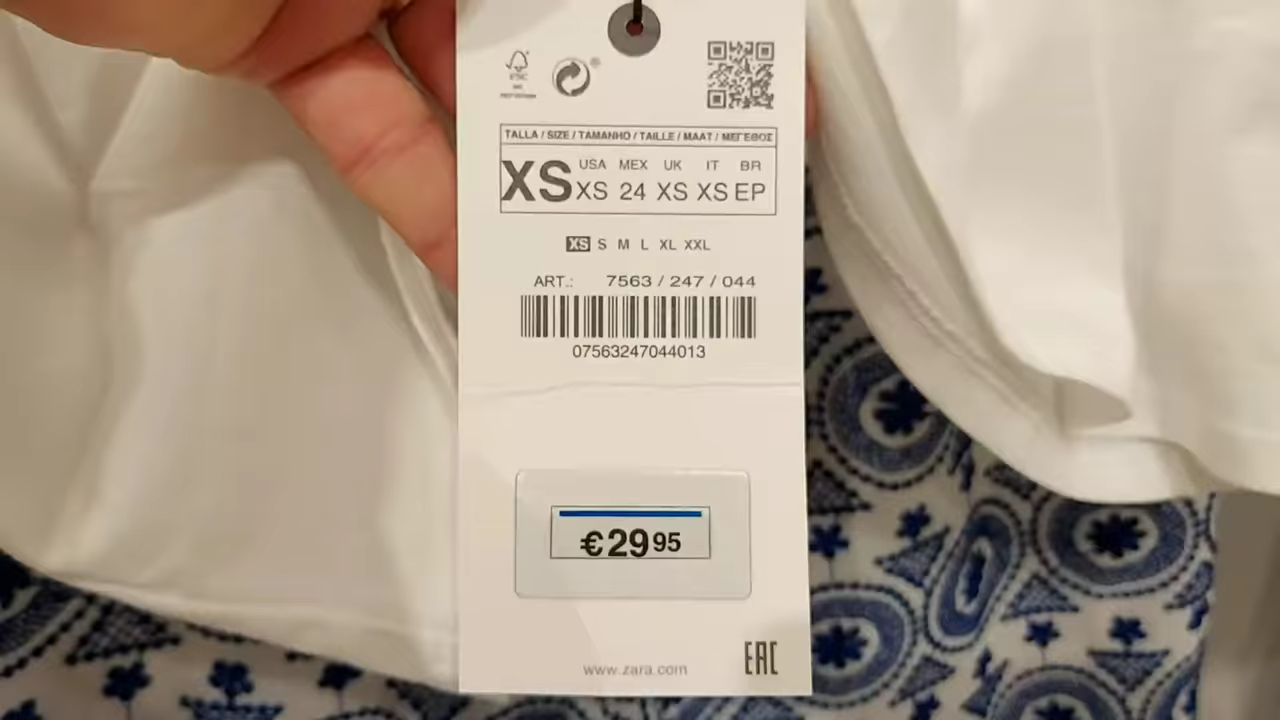 FSC
TALLA / SIZE / TAMANHO / TAILLE / MAAT / ΜΕΓΕΘΟΣ
XS
USA MEX UK IT BR
XS 24 XS XS EP
XS S M L XL XXL
ART.: 7563 / 247 / 044
07563247044013
€29 95
www.zara.com
EAC